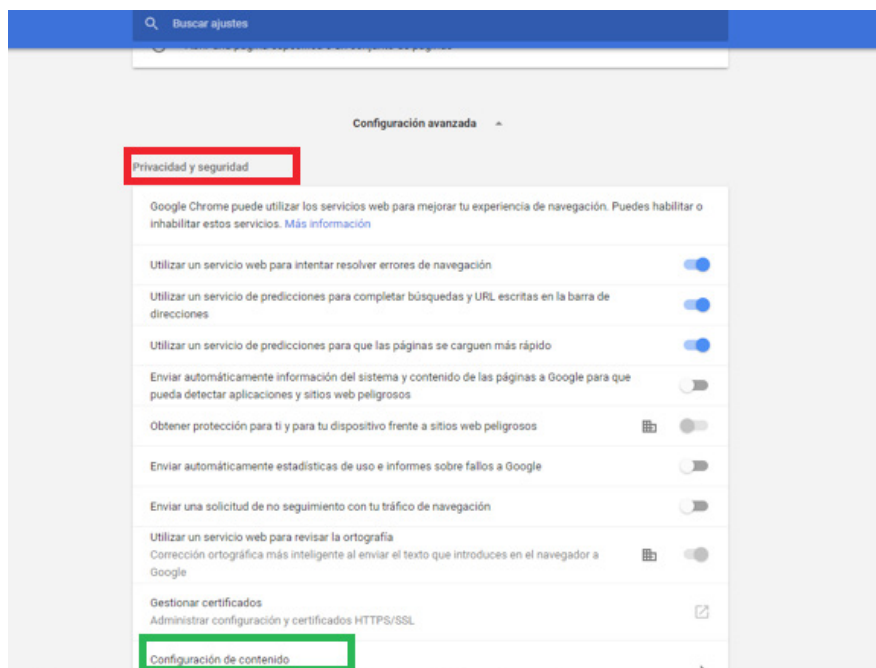 Buscar ajustes
Configuración avanzada
Privacidad y seguridad
Google Chrome puede utilizar los servicios web para mejorar tu experiencia de navegación. Puedes habilitar o
inhabilitar estos servicios. Más información
Utilizar un servicio web para intentar resolver errores de navegación
Utilizar un servicio de predicciones para completar búsquedas y URL escritas en la barra de
direcciones
Utilizar un servicio de predicciones para que las páginas se carguen más rápido
Enviar automáticamente información del sistema y contenido de las páginas a Google para que
pueda detectar aplicaciones y sitios web peligrosos
Obtener protección para ti y para tu dispositivo frente a sitios web peligrosos
Enviar automáticamente estadísticas de uso e informes sobre fallos a Google
Enviar una solicitud de no seguimiento con tu tráfico de navegación
Utilizar un servicio web para revisar la ortografía
Corrección ortográfica más inteligente al enviar el texto que introduces en el navegador a
Google
Gestionar certificados
Administrar configuración y certificados HTTPS/SSL
Configuración de contenido